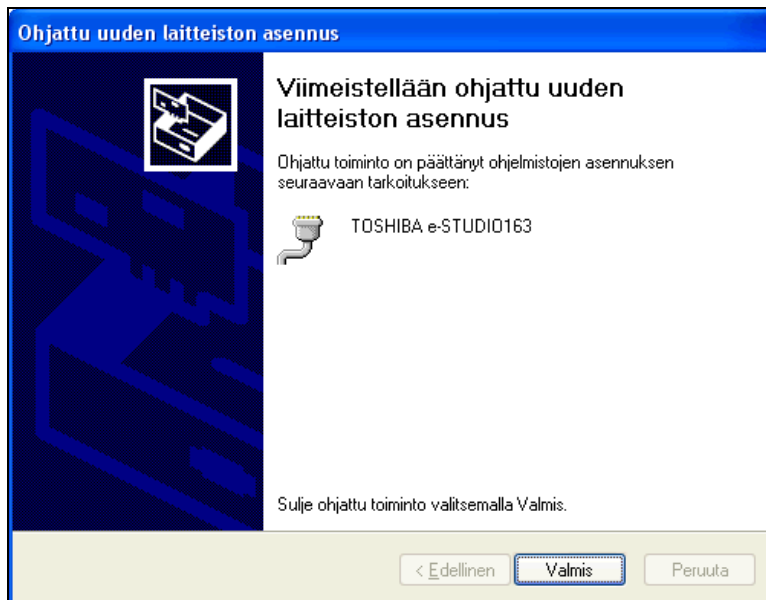 Ohjattu uuden laitteiston asennus
Viimeistellään ohjattu uuden
laitteiston asennus
Ohjattu toiminto on päättänyt ohjelmistojen asennuksen
seuraavaan tarkoitukseen:
TOSHIBA e-STUDIO163
Sulje ohjattu toiminto valitsemalla Valmis.
< Edellinen Valmis Peruuta